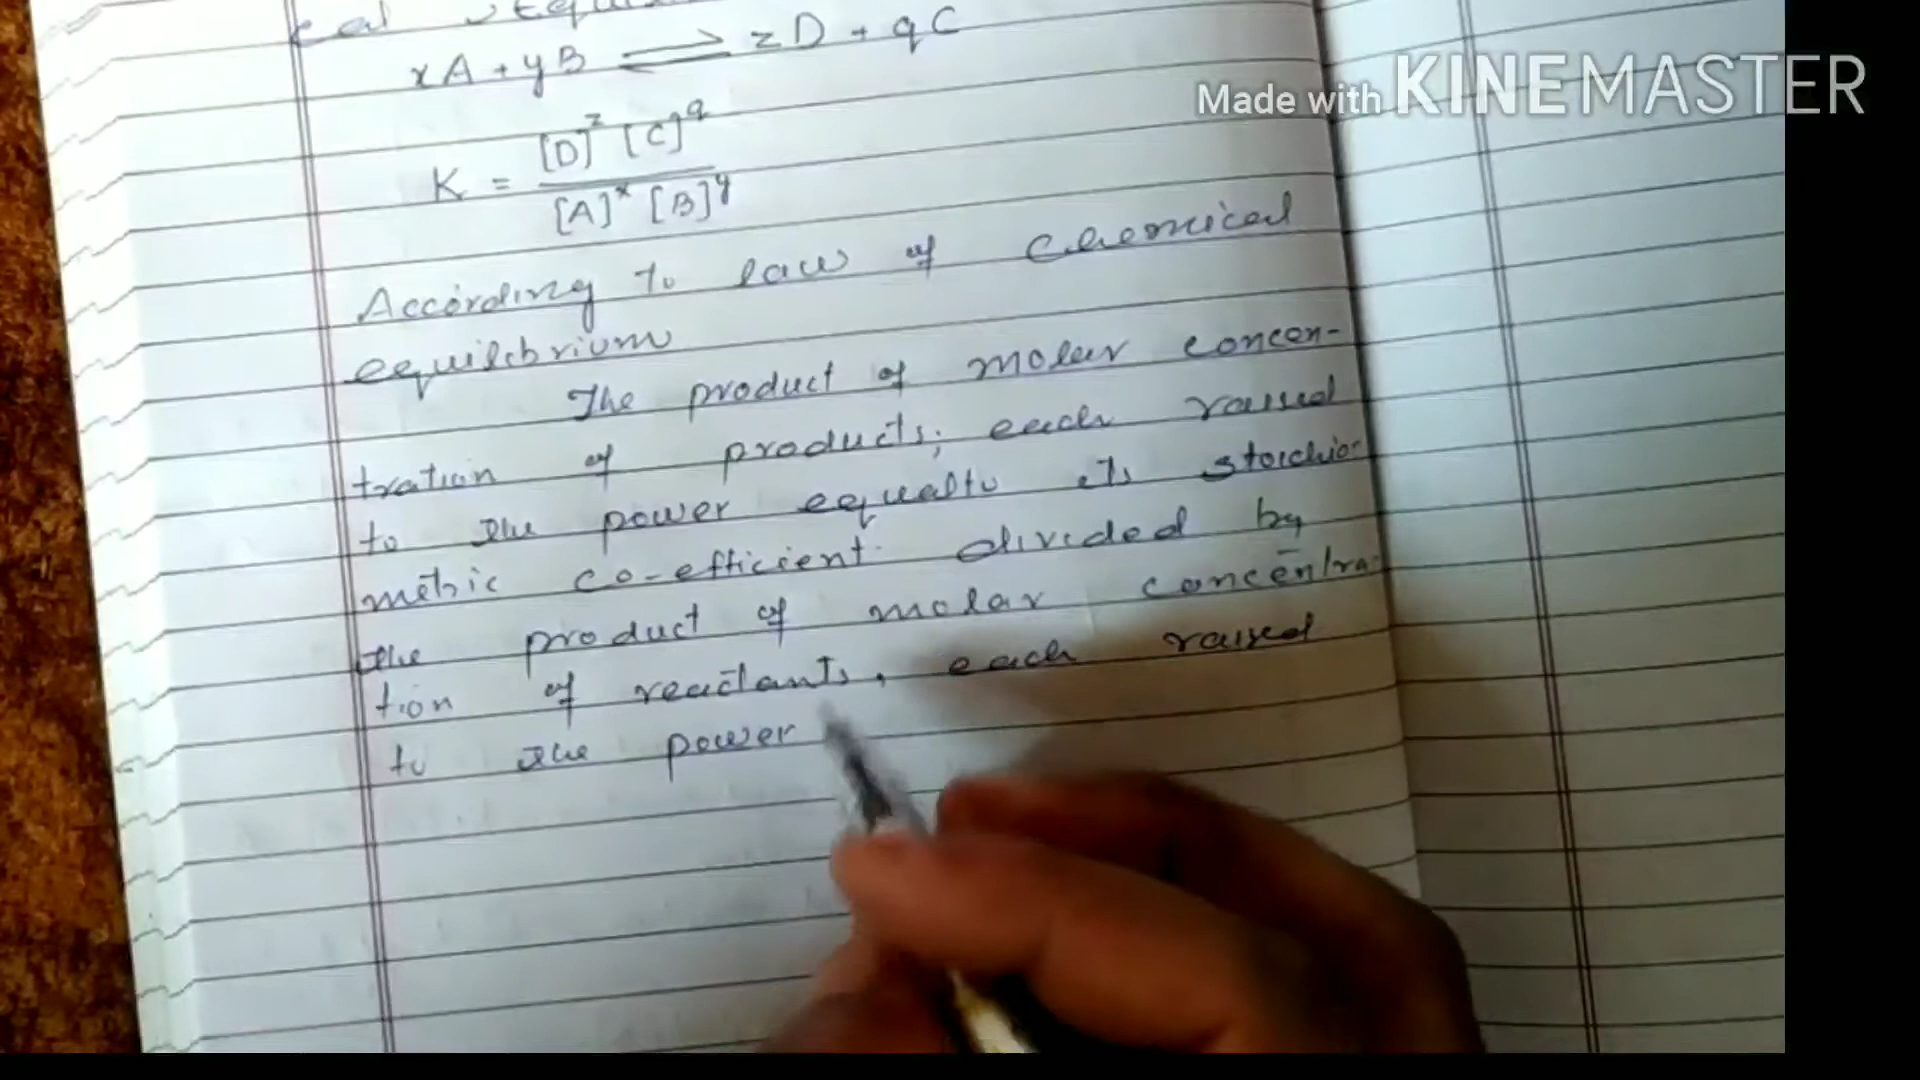 xA + yB ⇌ zD + qC
Made with KINEMASTER
K = [D]^z [C]^q / [A]^x [B]^y
According to law of Chemical
equilibrium
The product of molar concen-
tration of products, each raised
to the power equal to its stoichio-
metric co-efficient divided by
the product of molar concentra-
tion of reactants, each raised
to the power